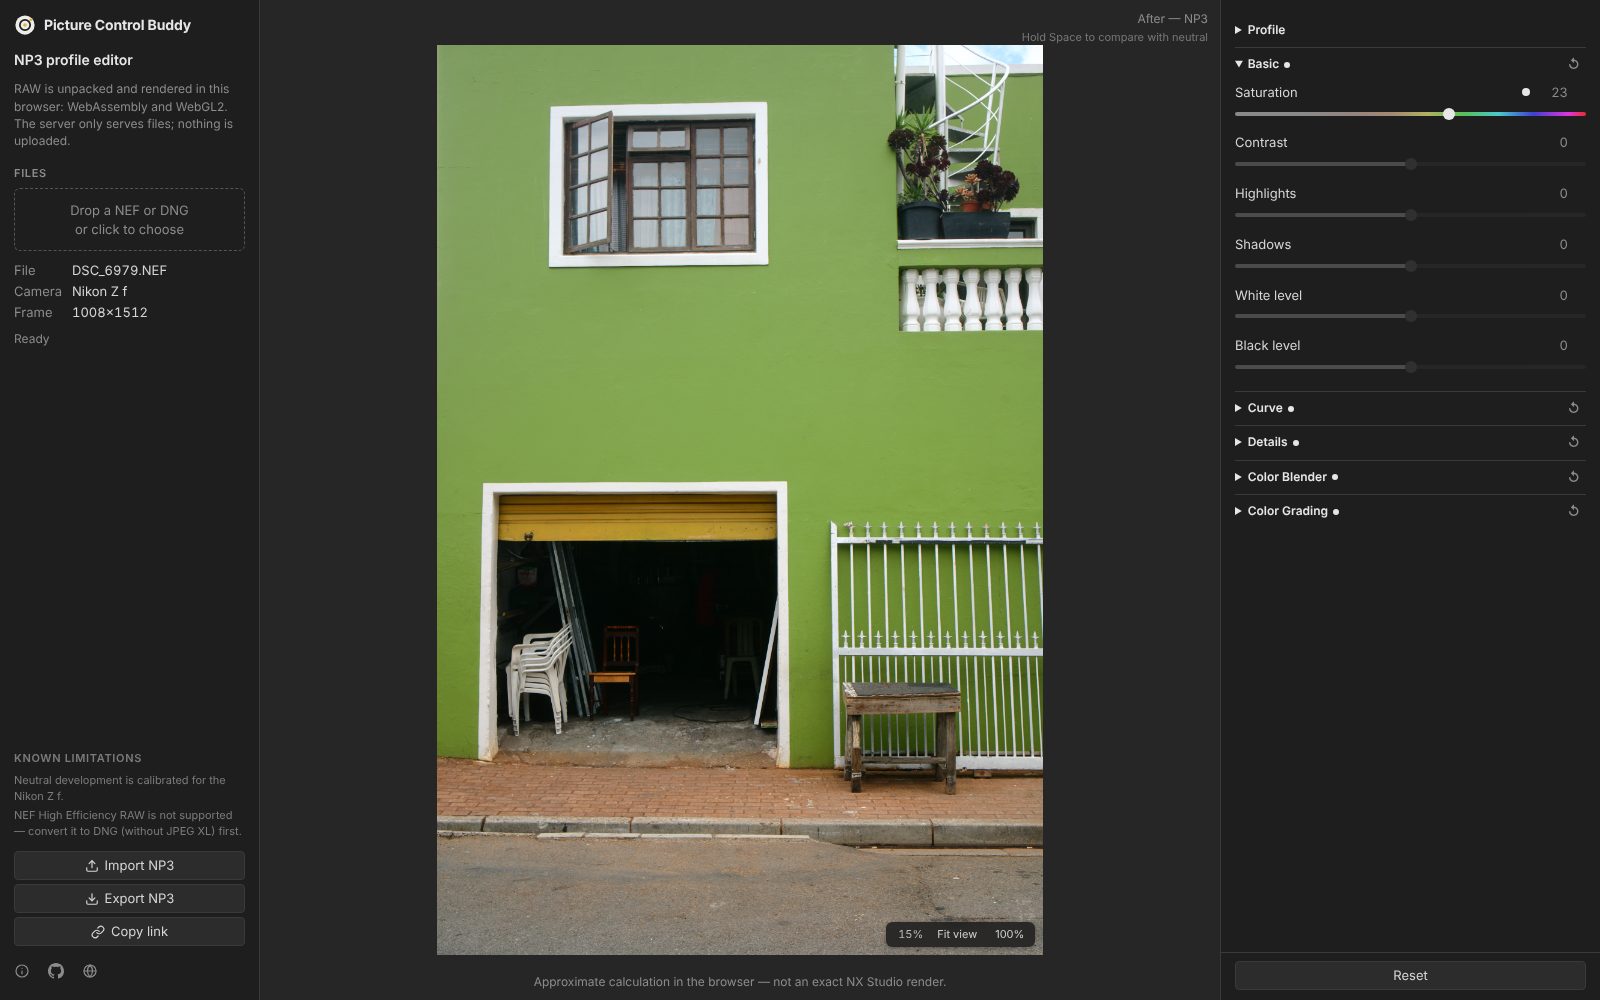 Picture Control Buddy
NP3 profile editor
RAW is unpacked and rendered in this
browser: WebAssembly and WebGL2.
The server only serves files; nothing is
uploaded.
FILES
Drop a NEF or DNG
or click to choose
File DSC_6979.NEF
Camera Nikon Z f
Frame 1008×1512
Ready
KNOWN LIMITATIONS
Neutral development is calibrated for the
Nikon Z f.
NEF High Efficiency RAW is not supported
— convert it to DNG (without JPEG XL) first.
Import NP3
Export NP3
Copy link
After — NP3
Hold Space to compare with neutral
15% Fit view 100%
Approximate calculation in the browser — not an exact NX Studio render.
Profile
Basic
Saturation 23
Contrast 0
Highlights 0
Shadows 0
White level 0
Black level 0
Curve
Details
Color Blender
Color Grading
Reset